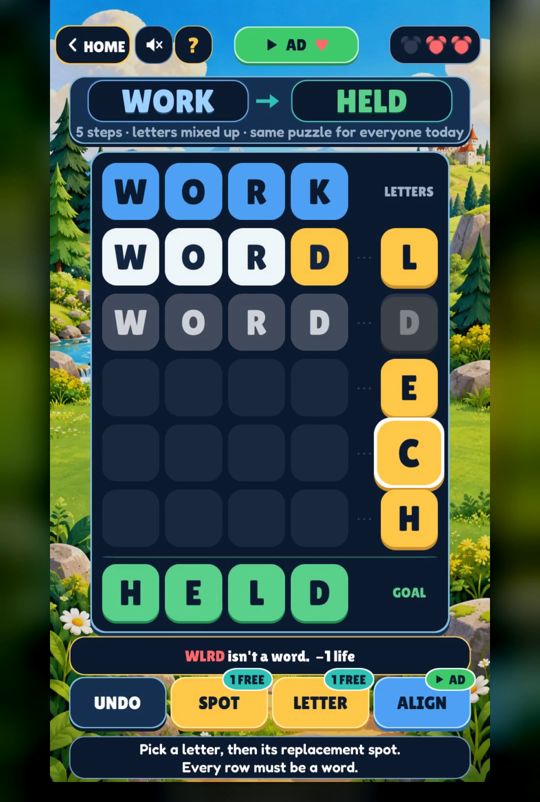 HOME
?
AD
WORK → HELD
5 steps · letters mixed up · same puzzle for everyone today
W O R K LETTERS
W O R D ... L
W O R D ... D
... E
... C
... H
H E L D GOAL
WLRD isn't a word. −1 life
1 FREE 1 FREE AD
UNDO SPOT LETTER ALIGN
Pick a letter, then its replacement spot.
Every row must be a word.